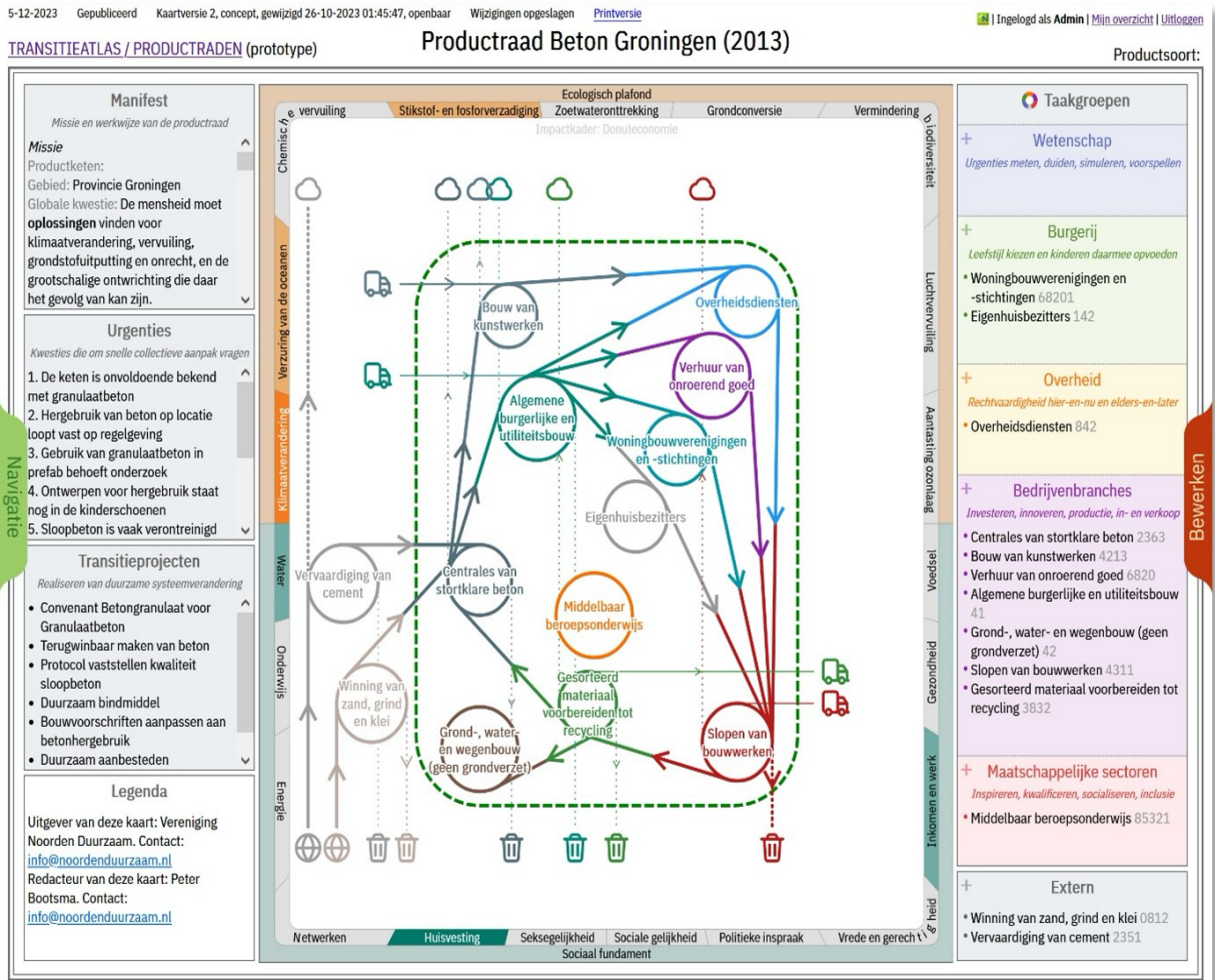 5-12-2023 Gepubliceerd Kaartversie 2, concept, gewijzigd 26-10-2023 01:45:47, openbaar Wijzigingen opgeslagen Printversie
| Ingelogd als Admin | Mijn overzicht | Uitloggen
TRANSITIEATLAS / PRODUCTRADEN (prototype)
Productraad Beton Groningen (2013)
Productsoort:
Navigatie
Manifest
Missie en werkwijze van de productraad
Missie
Productketen:
Gebied: Provincie Groningen
Globale kwestie: De mensheid moet
oplossingen vinden voor
klimaatverandering, vervuiling,
grondstofuitputting en onrecht, en de
grootschalige ontwrichting die daar
het gevolg van kan zijn.
Urgenties
Kwesties die om snelle collectieve aanpak vragen
1. De keten is onvoldoende bekend
met granulaatbeton
2. Hergebruik van beton op locatie
loopt vast op regelgeving
3. Gebruik van granulaatbeton in
prefab behoeft onderzoek
4. Ontwerpen voor hergebruik staat
nog in de kinderschoenen
5. Sloopbeton is vaak verontreinigd
Transitieprojecten
Realiseren van duurzame systeemverandering
• Convenant Betongranulaat voor
Granulaatbeton
• Terugwinbaar maken van beton
• Protocol vaststellen kwaliteit
sloopbeton
• Duurzaam bindmiddel
• Bouwvoorschriften aanpassen aan
betonhergebruik
• Duurzaam aanbesteden
Legenda
Uitgever van deze kaart: Vereniging
Noorden Duurzaam. Contact:
info@noordenduurzaam.nl
Redacteur van deze kaart: Peter
Bootsma. Contact:
info@noordenduurzaam.nl
Ecologisch plafond
Chemische vervuiling
Stikstof- en fosforverzadiging
Zoetwateronttrekking
Grondconversie
Vermindering biodiversiteit
Impactkader: Donuteconomie
Verzuring van de oceanen
Klimaatverandering
Water
Onderwijs
Energie
Luchtvervuiling
Aantasting ozonlaag
Voedsel
Gezondheid
Inkomen en werk
Bouw van
kunstwerken
Overheidsdiensten
Verhuur van
onroerend goed
Algemene
burgerlijke en
utiliteitsbouw
Woningbouwverenigingen
en -stichtingen
Eigenhuisbezitters
Vervaardiging van
cement
Centrales van
stortklare beton
Middelbaar
beroepsonderwijs
Winning van
zand, grind
en klei
Gesorteerd
materiaal
voorbereiden tot
recycling
Grond-, water-
en wegenbouw
(geen grondverzet)
Slopen van
bouwwerken
Netwerken
Huisvesting
Seksegelijkheid
Sociale gelijkheid
Politieke inspraak
Vrede en gerechtigheid
Sociaal fundament
Taakgroepen
+ Wetenschap
Urgenties meten, duiden, simuleren, voorspellen
+ Burgerij
Leefstijl kiezen en kinderen daarmee opvoeden
• Woningbouwverenigingen en
-stichtingen 68201
• Eigenhuisbezitters 142
+ Overheid
Rechtvaardigheid hier-en-nu en elders-en-later
• Overheidsdiensten 842
+ Bedrijvenbranches
Investeren, innoveren, productie, in- en verkoop
• Centrales van stortklare beton 2363
• Bouw van kunstwerken 4213
• Verhuur van onroerend goed 6820
• Algemene burgerlijke en utiliteitsbouw
41
• Grond-, water- en wegenbouw (geen
grondverzet) 42
• Slopen van bouwwerken 4311
• Gesorteerd materiaal voorbereiden tot
recycling 3832
+ Maatschappelijke sectoren
Inspireren, kwalificeren, socialiseren, inclusie
• Middelbaar beroepsonderwijs 85321
+ Extern
• Winning van zand, grind en klei 0812
• Vervaardiging van cement 2351
Bewerken